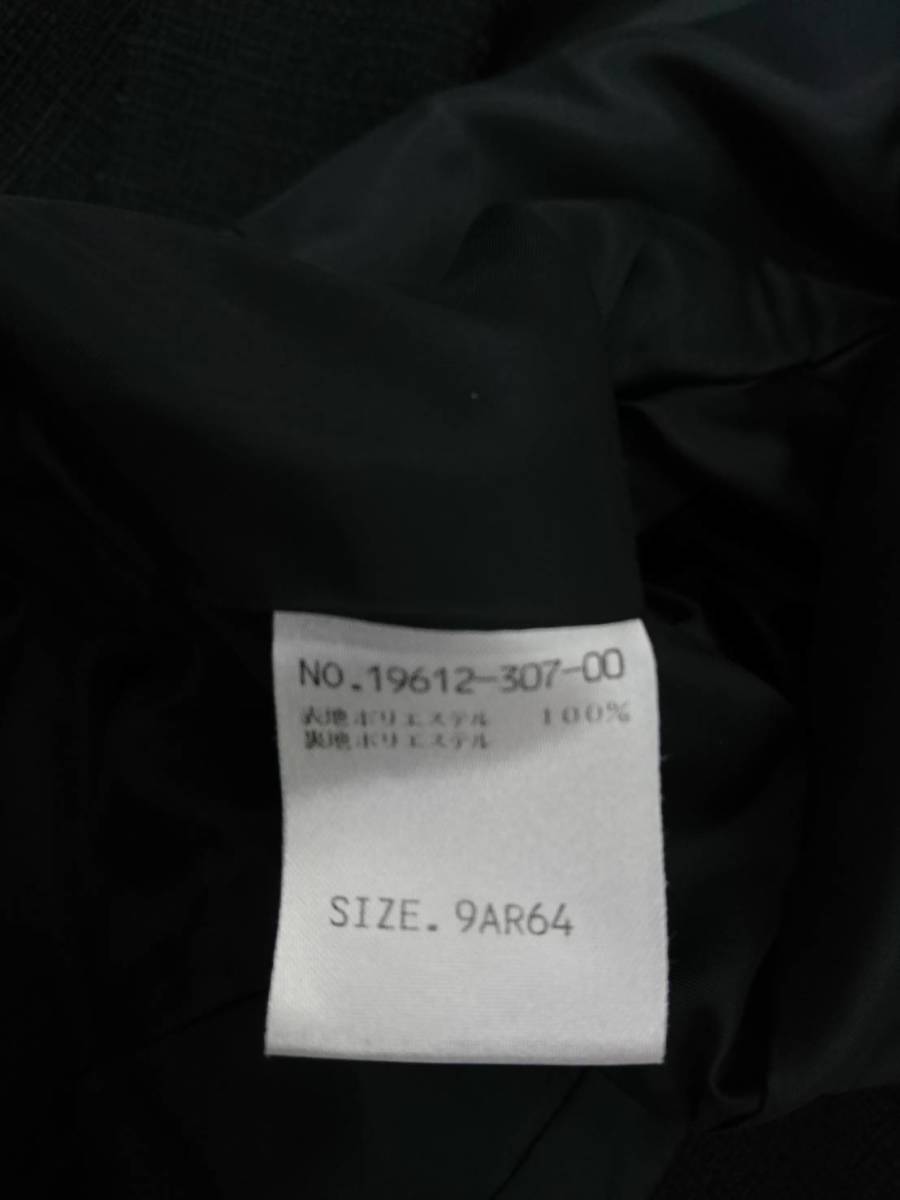 NO.19612-307-00
表地ポリエステル 100%
裏地ポリエステル
SIZE.9AR64